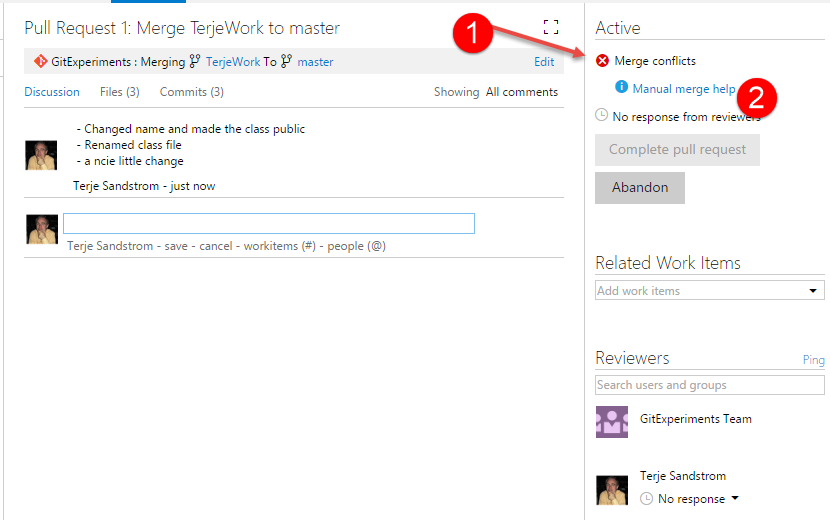 Pull Request 1: Merge TerjeWork to master
GitExperiments : Merging TerjeWork To master Edit
Discussion Files (3) Commits (3) Showing All comments
- Changed name and made the class public
- Renamed class file
- a ncie little change
Terje Sandstrom - just now
Terje Sandstrom - save - cancel - workitems (#) - people (@)
1
Active
Merge conflicts
Manual merge help
2
No response from reviewers
Complete pull request
Abandon
Related Work Items
Add work items
Reviewers Ping
Search users and groups
GitExperiments Team
Terje Sandstrom
No response